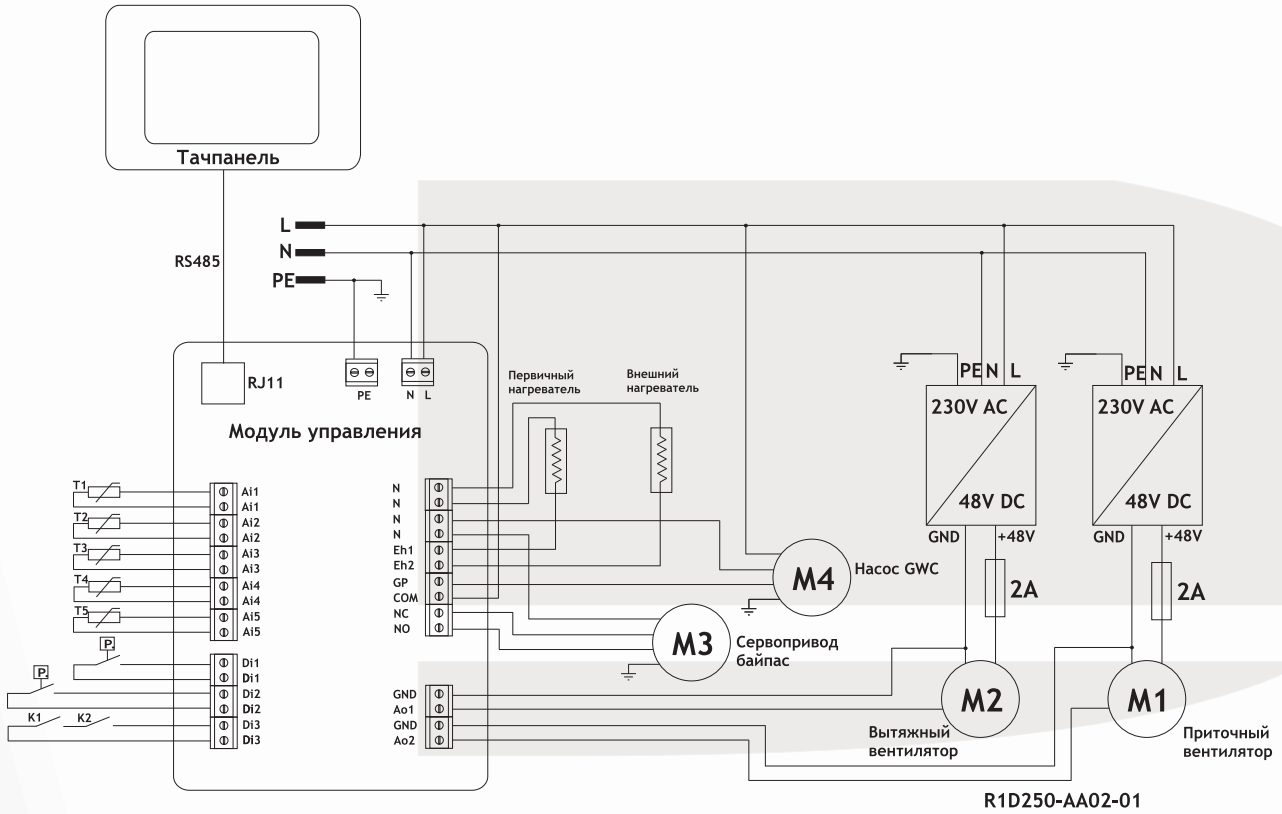 Тачпанель
RS485
L
N
PE
RJ11
PE
N L
Модуль управления
Первичный
нагреватель
Внешний
нагреватель
T1
T2
T3
T4
T5
P
P
K1
K2
Ai1
Ai1
Ai2
Ai2
Ai3
Ai3
Ai4
Ai4
Ai5
Ai5
Di1
Di1
Di2
Di2
Di3
Di3
N
N
N
N
Eh1
Eh2
GP
COM
NC
NO
GND
Ao1
GND
Ao2
M4
Насос GWC
M3
Сервопривод
байпас
PE N L
230V AC
48V DC
GND
+48V
2A
M2
Вытяжный
вентилятор
PE N L
230V AC
48V DC
GND
+48V
2A
M1
Приточный
вентилятор
R1D250-AA02-01